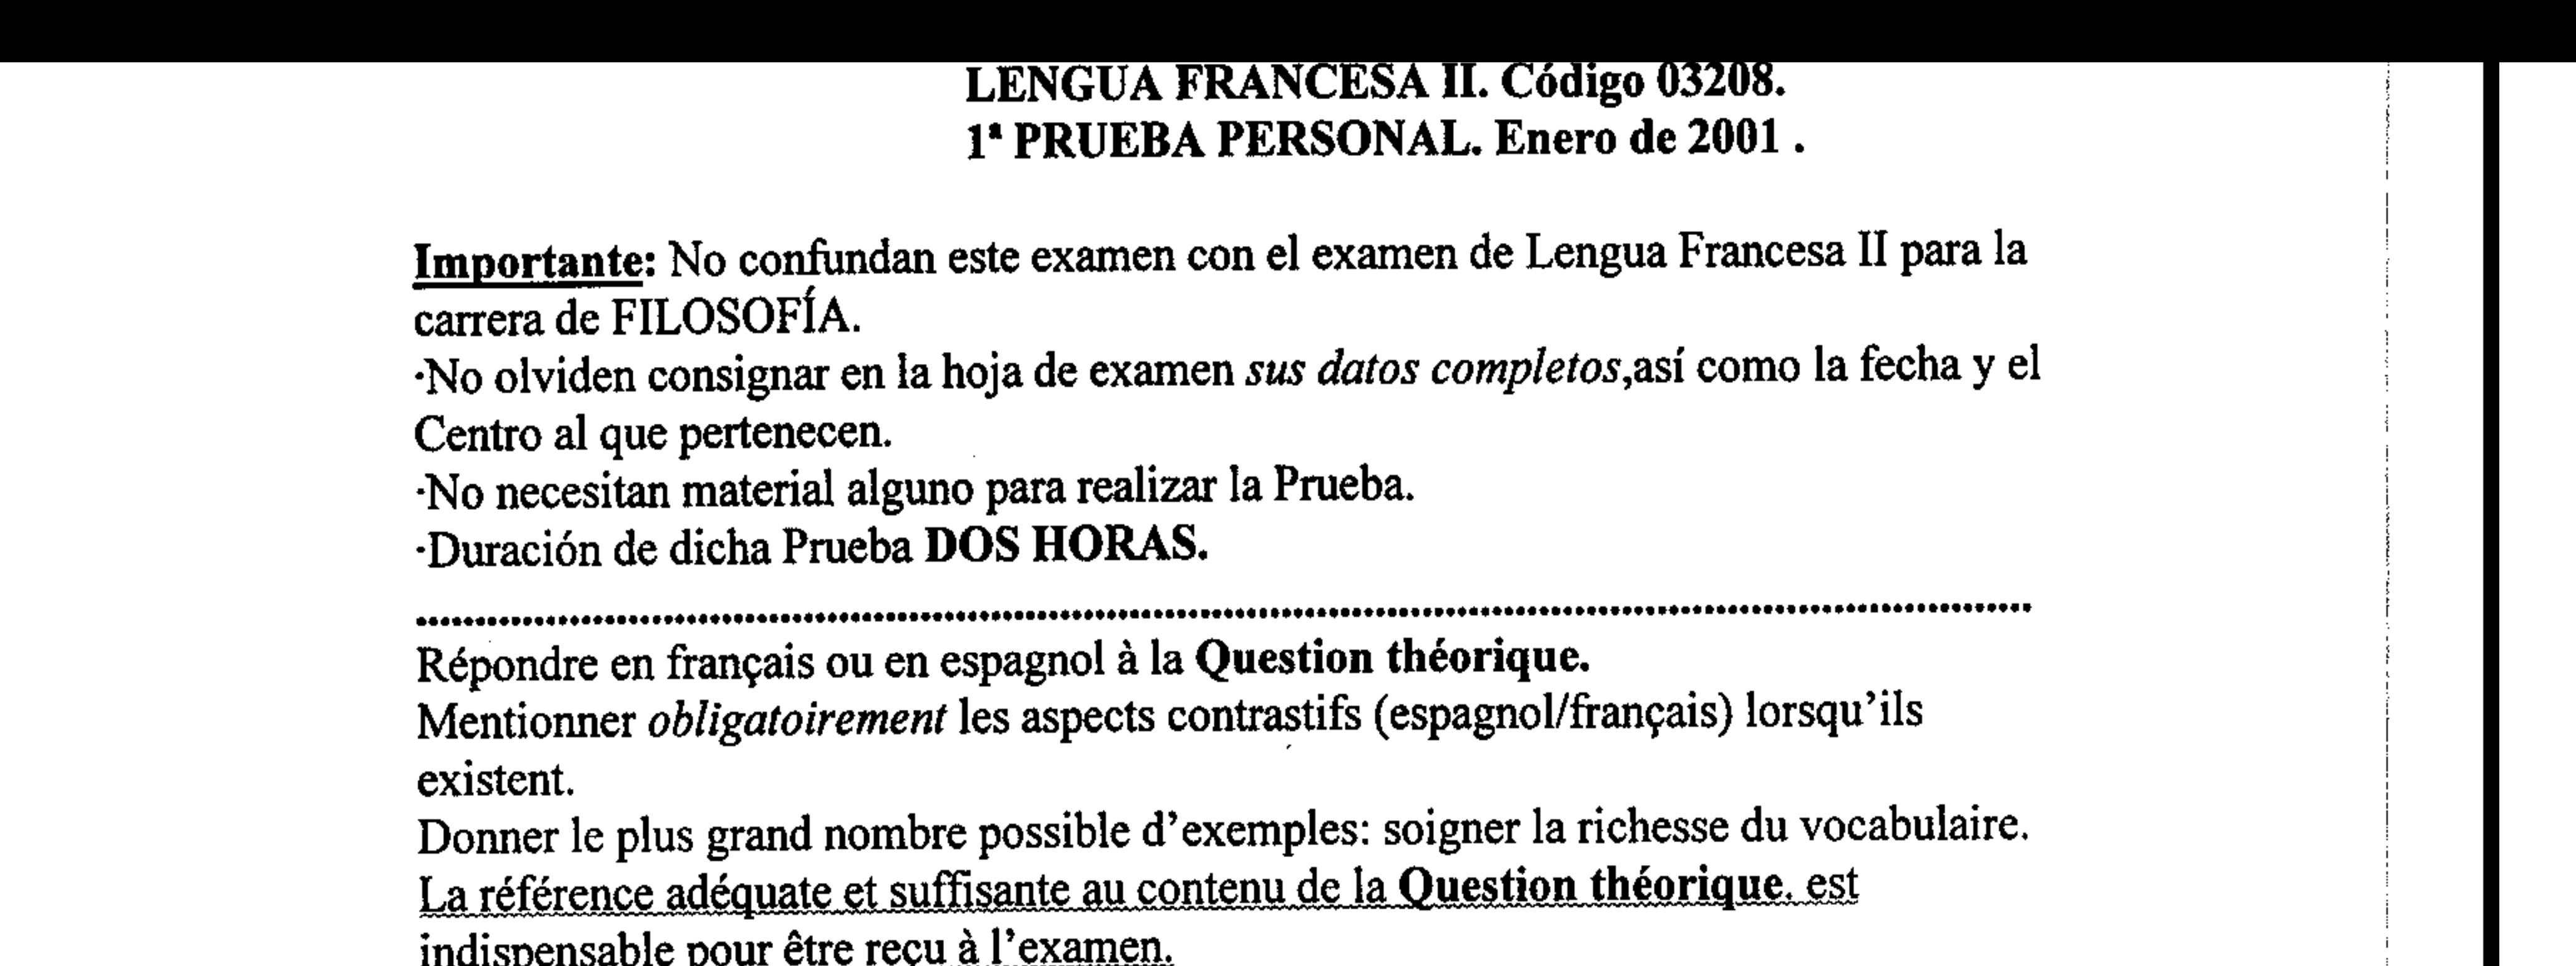 LENGUA FRANCESA II. Código 03208.
1ª PRUEBA PERSONAL. Enero de 2001 .
Importante: No confundan este examen con el examen de Lengua Francesa II para la
carrera de FILOSOFÍA.
·No olviden consignar en la hoja de examen sus datos completos,así como la fecha y el
Centro al que pertenecen.
·No necesitan material alguno para realizar la Prueba.
·Duración de dicha Prueba DOS HORAS.
Répondre en français ou en espagnol à la Question théorique.
Mentionner obligatoirement les aspects contrastifs (espagnol/français) lorsqu'ils
existent.
Donner le plus grand nombre possible d'exemples: soigner la richesse du vocabulaire.
La référence adéquate et suffisante au contenu de la Question théorique. est
indispensable pour être reçu à l'examen.